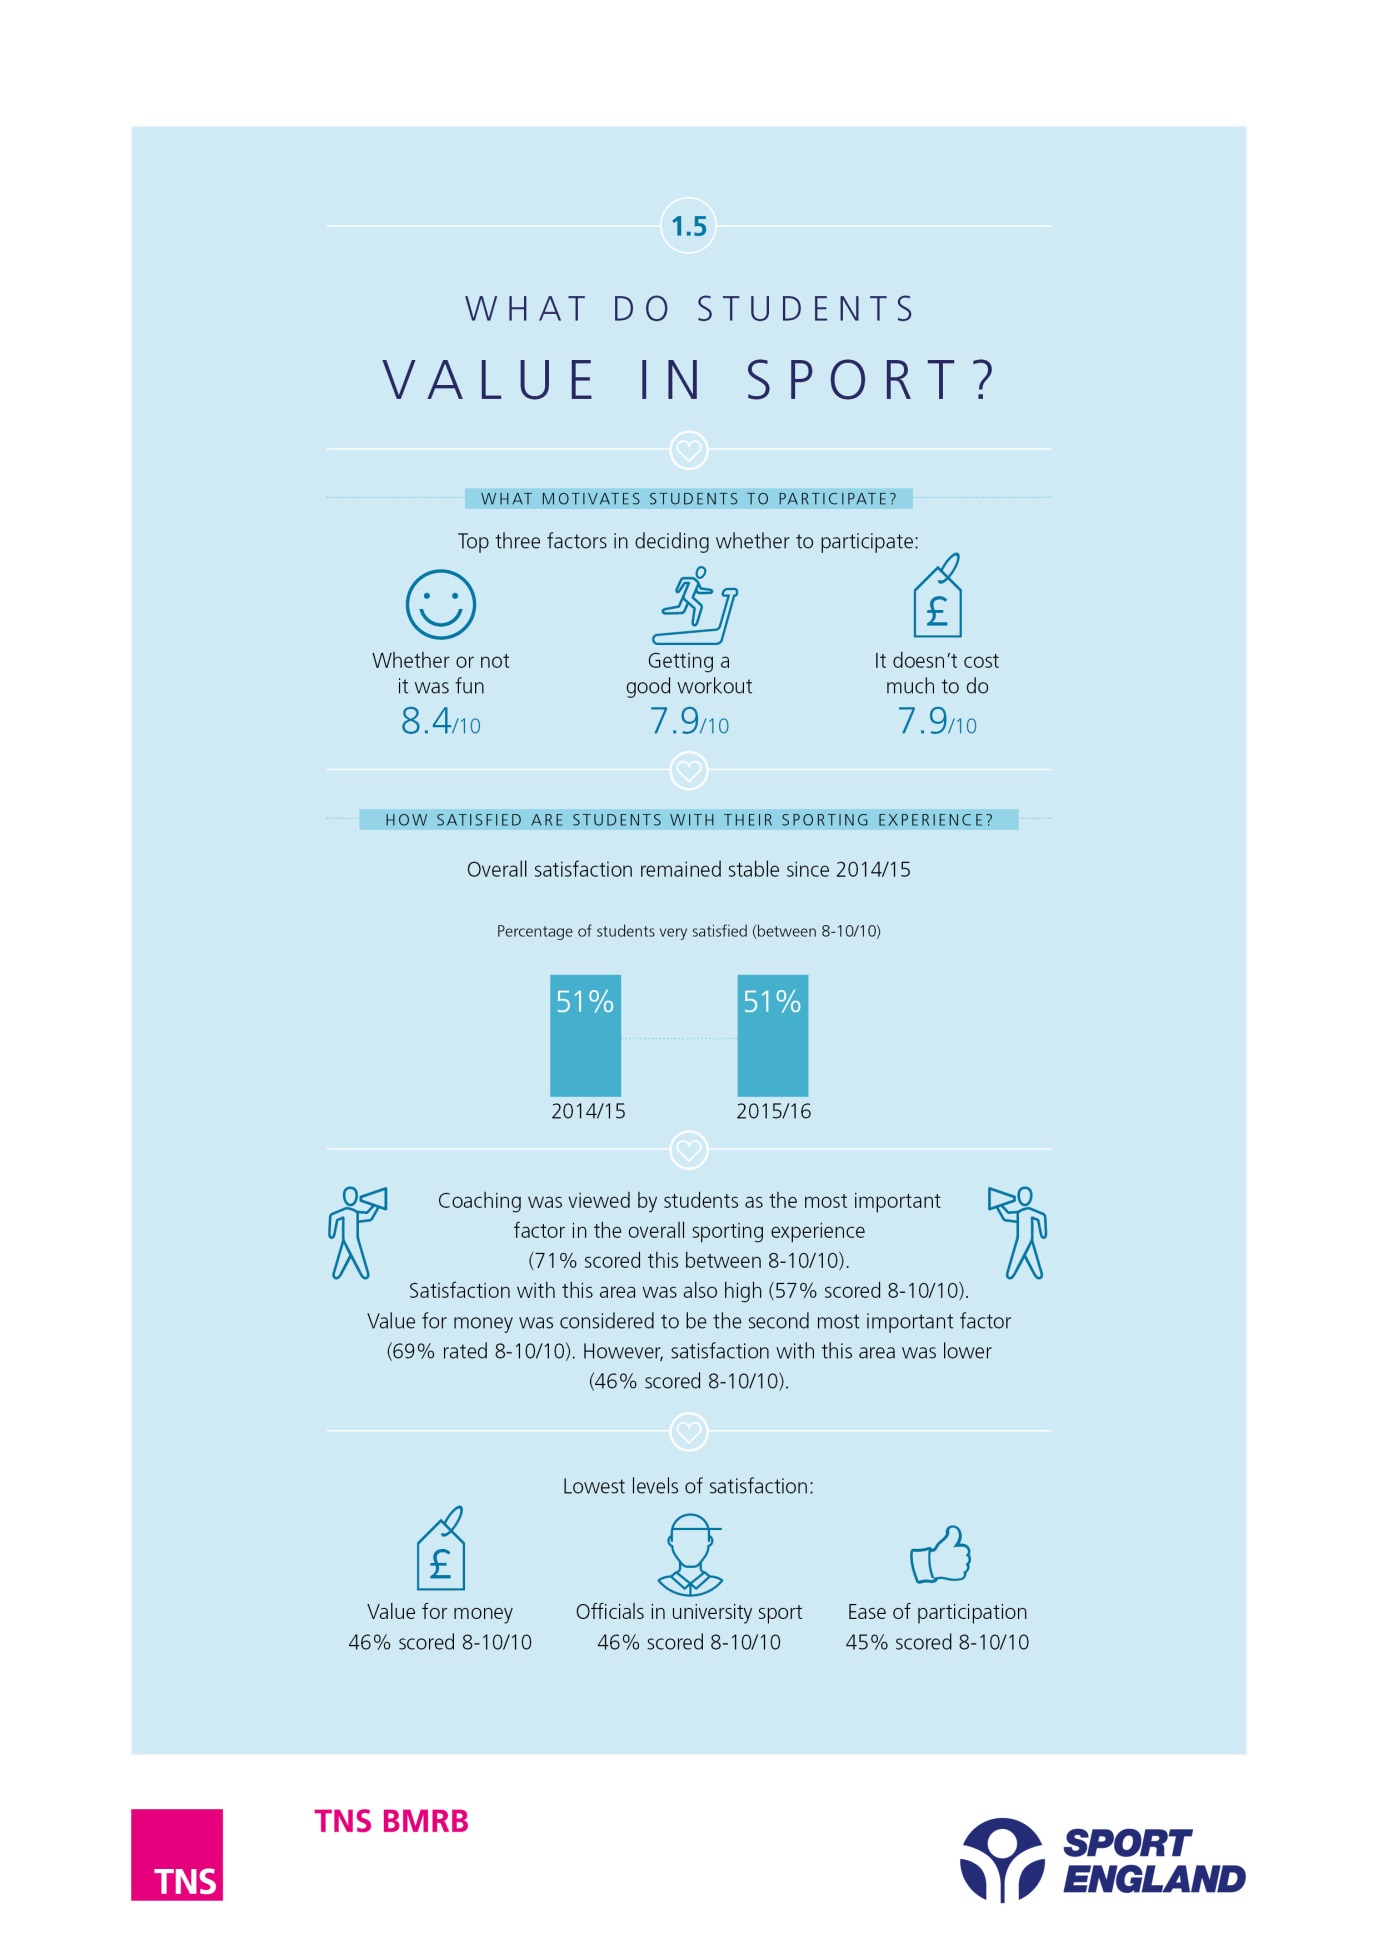 1.5
WHAT DO STUDENTS
VALUE IN SPORT?
WHAT MOTIVATES STUDENTS TO PARTICIPATE?
Top three factors in deciding whether to participate:
£
Whether or not
it was fun
8.4/10
Getting a
good workout
7.9/10
It doesn't cost
much to do
7.9/10
HOW SATISFIED ARE STUDENTS WITH THEIR SPORTING EXPERIENCE?
Overall satisfaction remained stable since 2014/15
Percentage of students very satisfied (between 8-10/10)
51%
51%
2014/15
2015/16
Coaching was viewed by students as the most important
factor in the overall sporting experience
(71% scored this between 8-10/10).
Satisfaction with this area was also high (57% scored 8-10/10).
Value for money was considered to be the second most important factor
(69% rated 8-10/10). However, satisfaction with this area was lower
(46% scored 8-10/10).
Lowest levels of satisfaction:
£
Value for money
46% scored 8-10/10
Officials in university sport
46% scored 8-10/10
Ease of participation
45% scored 8-10/10
TNS
TNS BMRB
SPORT
ENGLAND